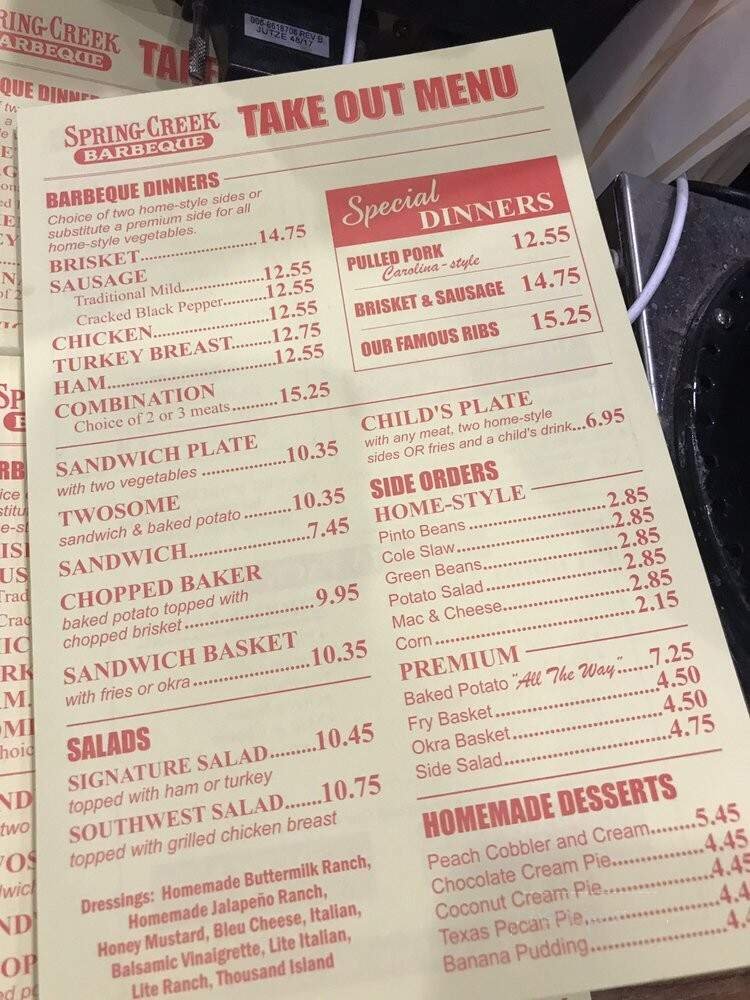 006-8618706 REV B
JUTZE 48/17
SPRING CREEK
BARBEQUE
TAKE OUT MENU
BARBEQUE DINNERS
Choice of two home-style sides or
substitute a premium side for all
home-style vegetables.
BRISKET..........14.75
SAUSAGE
Traditional Mild..........12.55
Cracked Black Pepper..........12.55
CHICKEN..........12.55
TURKEY BREAST..........12.75
HAM..........12.55
COMBINATION
Choice of 2 or 3 meats..........15.25
SANDWICH PLATE
with two vegetables..........10.35
TWOSOME
sandwich & baked potato..........10.35
SANDWICH..........7.45
CHOPPED BAKER
baked potato topped with
chopped brisket..........9.95
SANDWICH BASKET
with fries or okra..........10.35
SALADS
SIGNATURE SALAD........10.45
topped with ham or turkey
SOUTHWEST SALAD.......10.75
topped with grilled chicken breast
Dressings: Homemade Buttermilk Ranch,
Homemade Jalapeño Ranch,
Honey Mustard, Bleu Cheese, Italian,
Balsamic Vinaigrette, Lite Italian,
Lite Ranch, Thousand Island
Special
DINNERS
PULLED PORK 12.55
Carolina-style
BRISKET & SAUSAGE 14.75
OUR FAMOUS RIBS 15.25
CHILD'S PLATE
with any meat, two home-style
sides OR fries and a child's drink...6.95
SIDE ORDERS
HOME-STYLE
Pinto Beans..........2.85
Cole Slaw..........2.85
Green Beans..........2.85
Potato Salad..........2.85
Mac & Cheese..........2.85
Corn..........2.15
PREMIUM
Baked Potato "All The Way"......7.25
Fry Basket..........4.50
Okra Basket..........4.50
Side Salad..........4.75
HOMEMADE DESSERTS
Peach Cobbler and Cream........5.45
Chocolate Cream Pie..........4.45
Coconut Cream Pie..........4.45
Texas Pecan Pie..........4.4
Banana Pudding..........4.